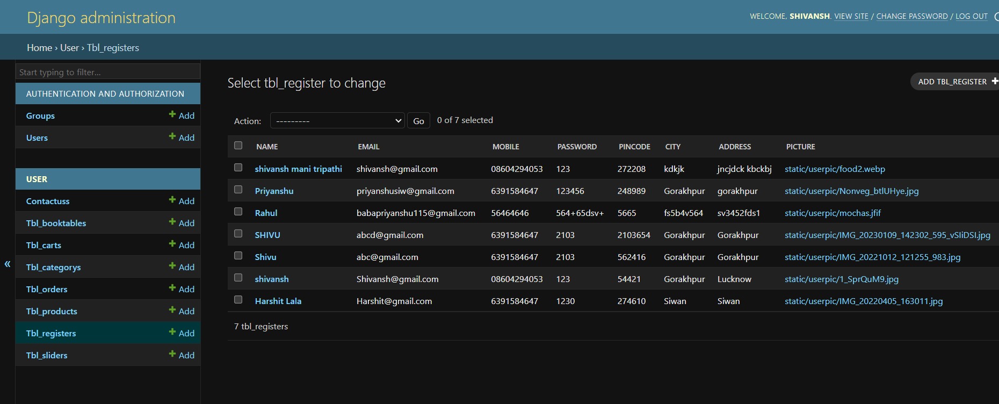 Django administration
WELCOME, SHIVANSH. VIEW SITE / CHANGE PASSWORD / LOG OUT
Home › User › Tbl_registers
Start typing to filter...
AUTHENTICATION AND AUTHORIZATION
Groups + Add
Users + Add
USER
Contactuss + Add
Tbl_booktables + Add
Tbl_carts + Add
Tbl_categorys + Add
Tbl_orders + Add
Tbl_products + Add
Tbl_registers + Add
Tbl_sliders + Add
«
Select tbl_register to change
ADD TBL_REGISTER +
Action: --------- Go 0 of 7 selected
NAME EMAIL MOBILE PASSWORD PINCODE CITY ADDRESS PICTURE
shivansh mani tripathi shivansh@gmail.com 08604294053 123 272208 kdkjk jncjdck kbckbj static/userpic/food2.webp
Priyanshu priyanshusiw@gmail.com 6391584647 123456 248989 Gorakhpur gorakhpur static/userpic/Nonveg_btlUHye.jpg
Rahul babapriyanshu115@gmail.com 56464646 564+65dsv+ 5665 fs5b4v564 sv3452fds1 static/userpic/mochas.jfif
SHIVU abcd@gmail.com 6391584647 2103 2103654 Gorakhpur Gorakhpur static/userpic/IMG_20230109_142302_595_vSIiDSI.jpg
Shivu abc@gmail.com 6391584647 2103 562416 Gorakhpur Gorakhpur static/userpic/IMG_20221012_121255_983.jpg
shivansh Shivansh@gmail.com 08604294053 123 54421 Gorakhpur Lucknow static/userpic/1_SprQuM9.jpg
Harshit Lala Harshit@gmail.com 6391584647 1230 274610 Siwan Siwan static/userpic/IMG_20220405_163011.jpg
7 tbl_registers